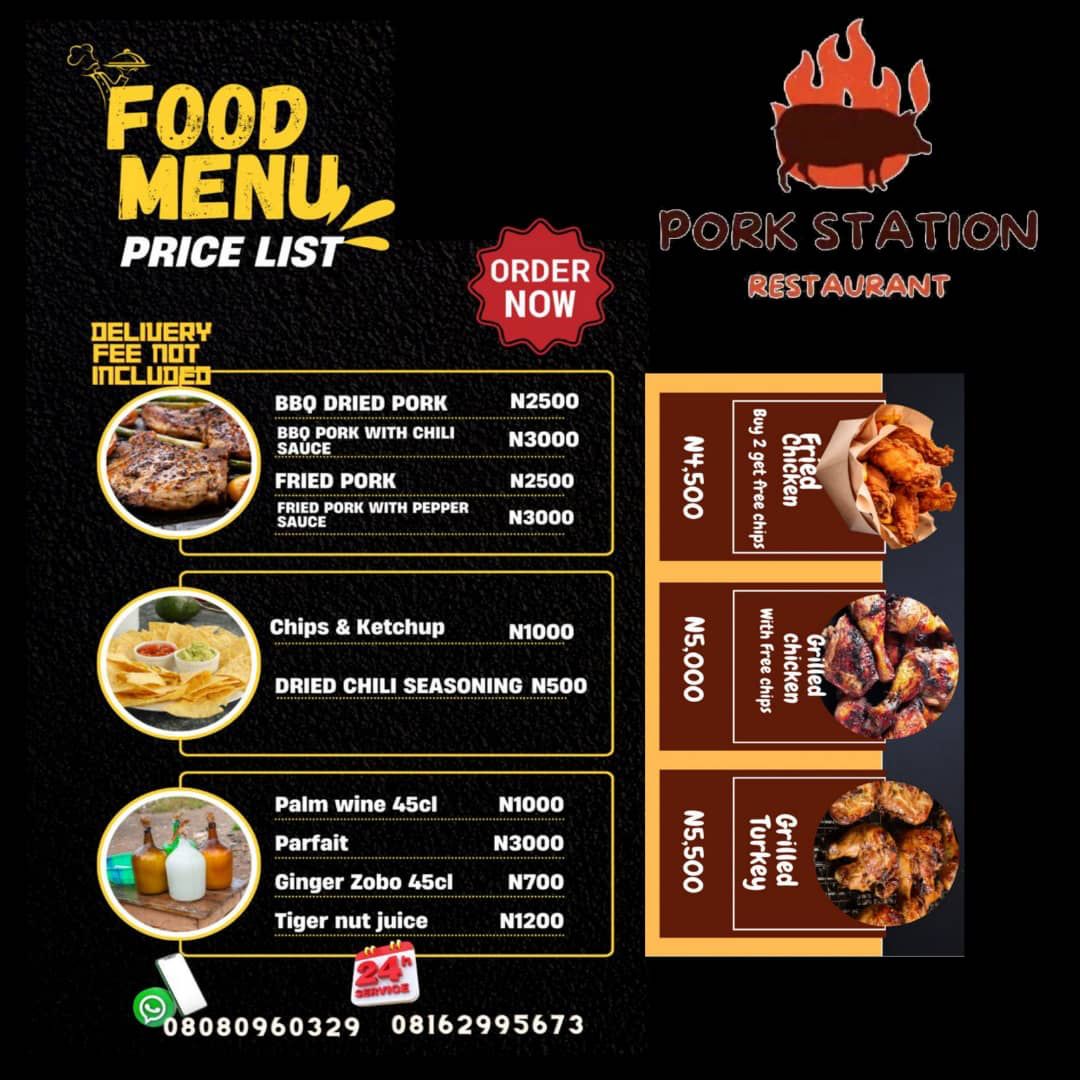 FOOD
MENU
PRICE LIST
PORK STATION
RESTAURANT
ORDER
NOW
DELIVERY
FEE NOT
INCLUDED
BBQ DRIED PORK N2500
BBQ PORK WITH CHILI
SAUCE N3000
FRIED PORK N2500
FRIED PORK WITH PEPPER
SAUCE N3000
Chips & Ketchup N1000
DRIED CHILI SEASONING N500
Palm wine 45cl N1000
Parfait N3000
Ginger Zobo 45cl N700
Tiger nut juice N1200
Fried
Chicken
Buy 2 get free chips
N4,500
Grilled
chicken
With Free chips
N5,000
Grilled
Turkey
N5,500
24h
SERVICE
08080960329 08162995673